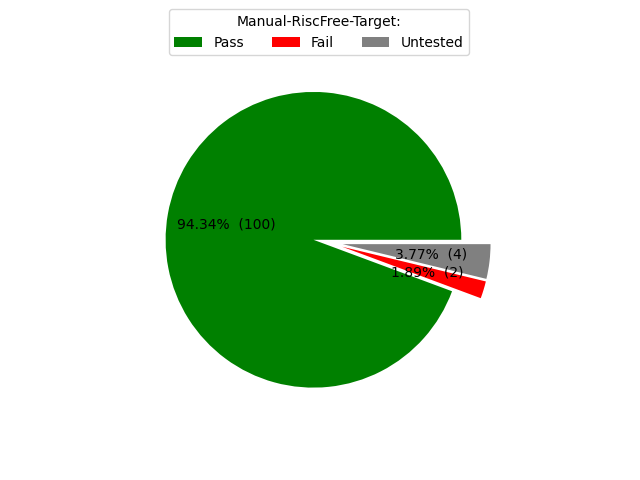 Manual-RiscFree-Target:
Pass Fail Untested
94.34% (100)
3.77% (4)
1.89% (2)